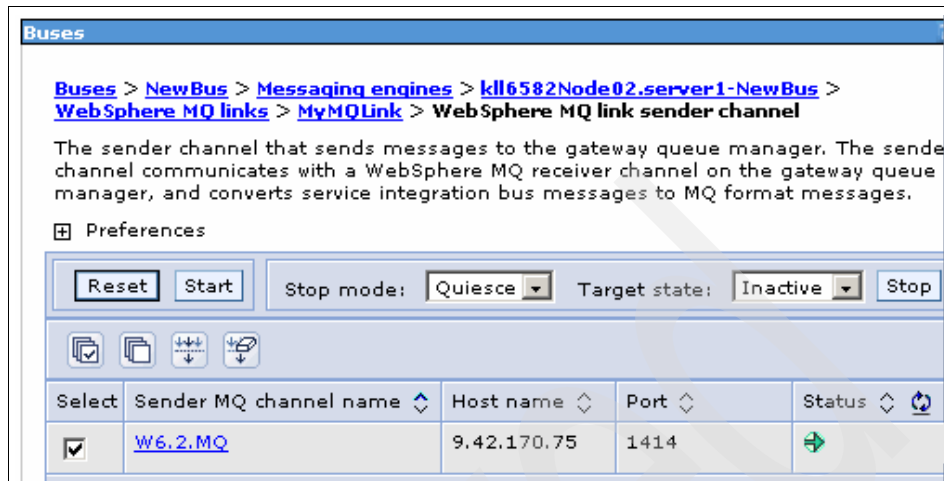 Buses
Buses > NewBus > Messaging engines > kll6582Node02.server1-NewBus >
WebSphere MQ links > MyMQLink > WebSphere MQ link sender channel
The sender channel that sends messages to the gateway queue manager. The sende
channel communicates with a WebSphere MQ receiver channel on the gateway queue
manager, and converts service integration bus messages to MQ format messages.
Preferences
Reset Start Stop mode: Quiesce Target state: Inactive Stop
Select Sender MQ channel name Host name Port Status
W6.2.MQ 9.42.170.75 1414